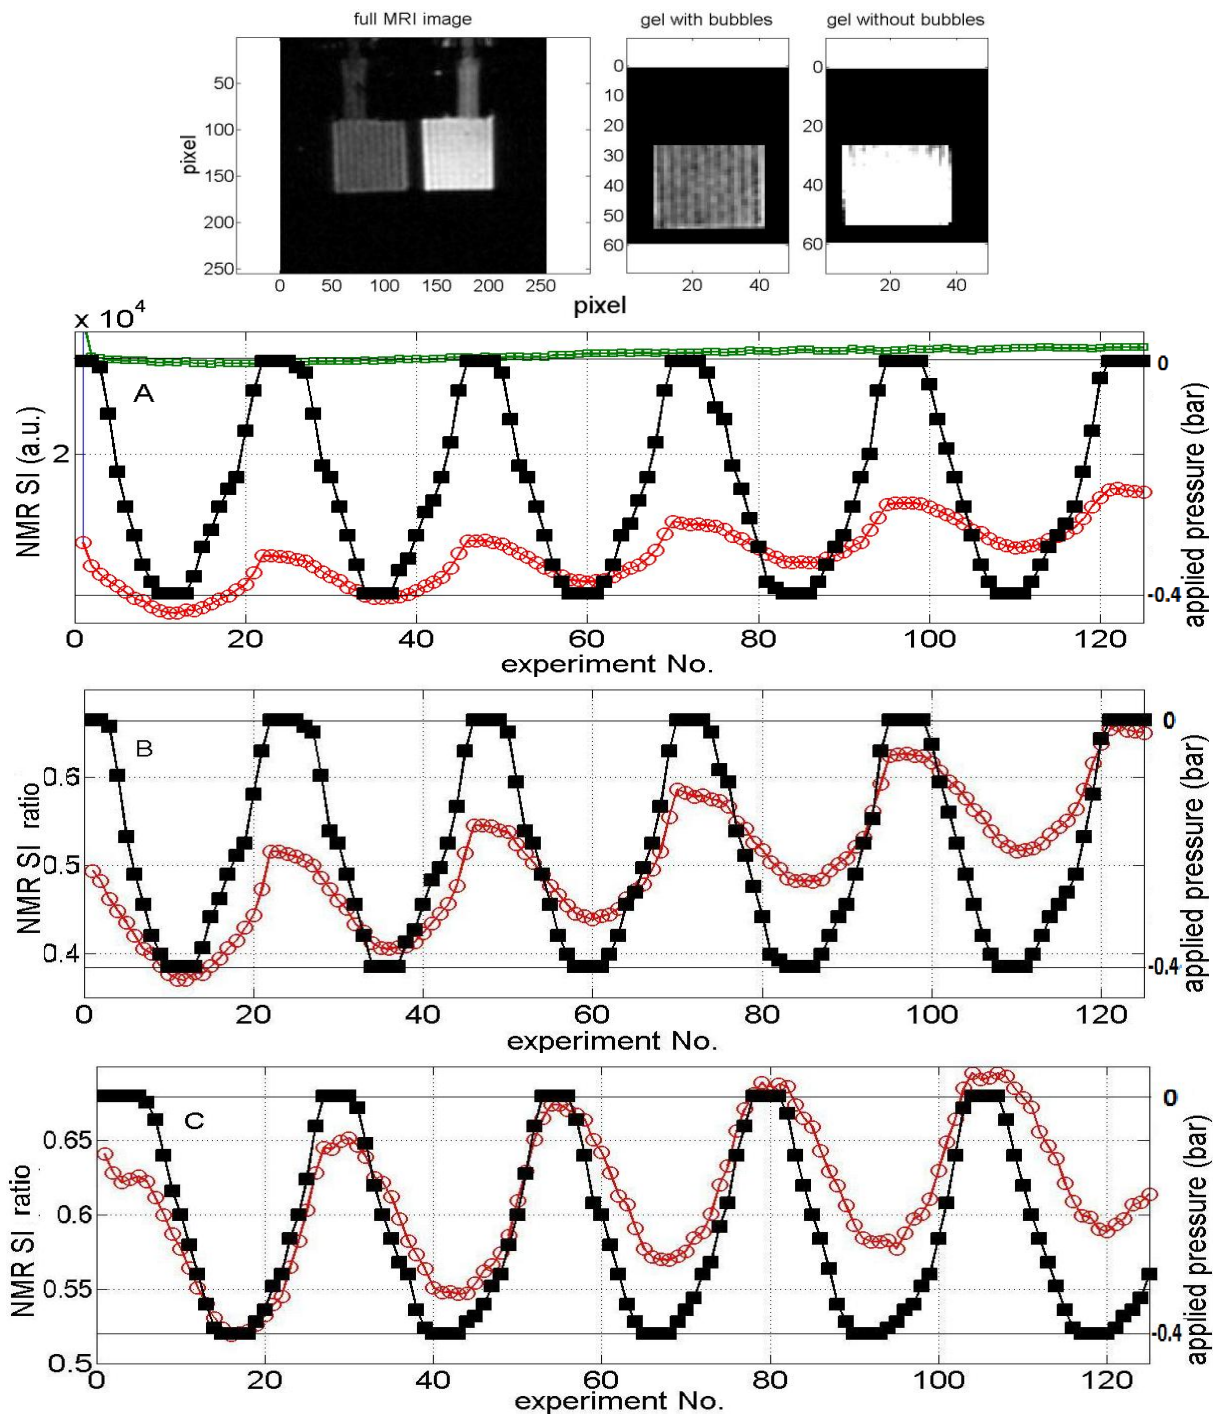 full MRI image
gel with bubbles
gel without bubbles
pixel
50
100
150
200
250
0 50 100 150 200 250
0
10
20
30
40
50
60
20 40
0
10
20
30
40
50
60
20 40
pixel
x 10^4
A
NMR SI (a.u.)
2
0
-0.4
applied pressure (bar)
0 20 40 60 80 100 120
experiment No.
B
NMR SI ratio
0.6
0.5
0.4
0
-0.4
applied pressure (bar)
0 20 40 60 80 100 120
experiment No.
C
NMR SI ratio
0.65
0.6
0.55
0.5
0
-0.4
applied pressure (bar)
0 20 40 60 80 100 120
experiment No.